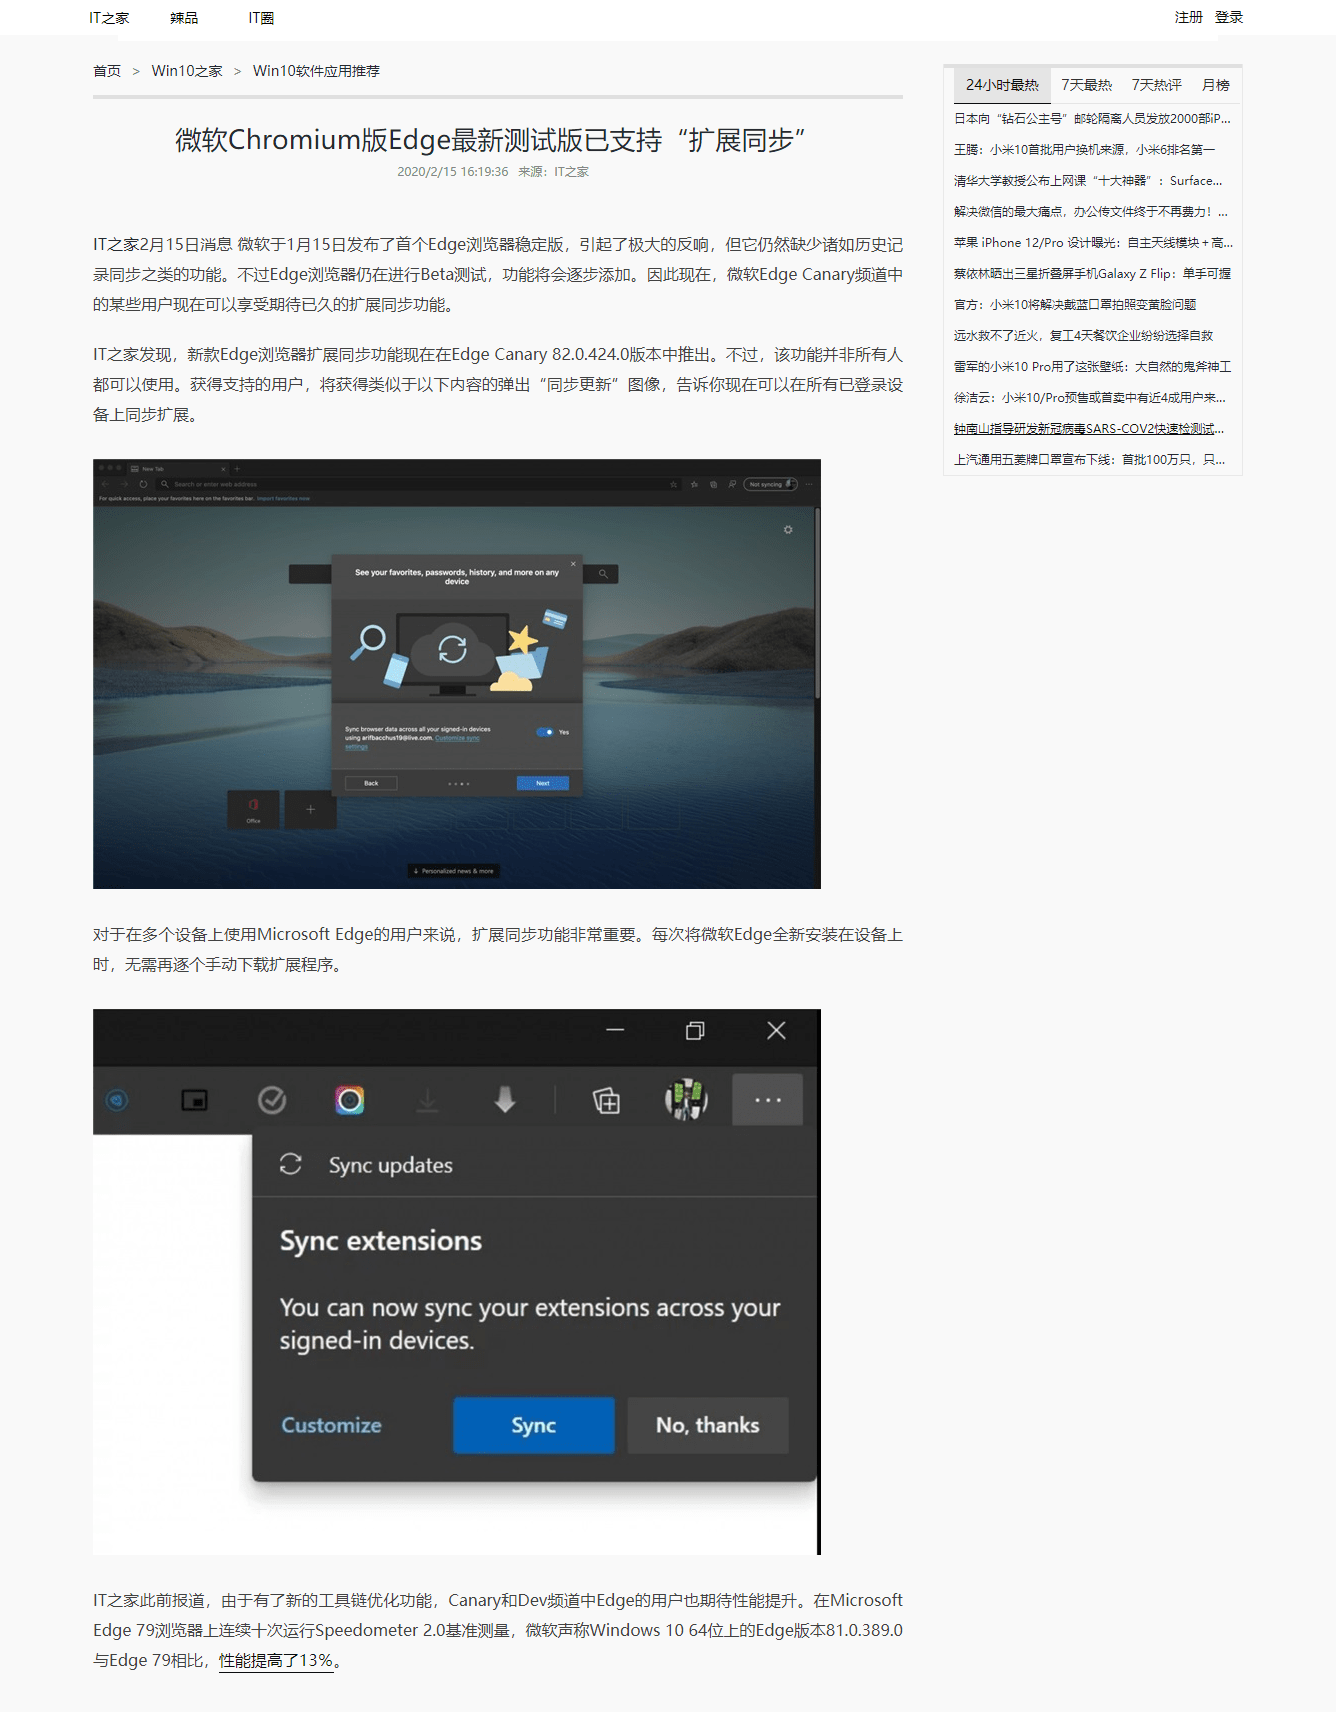 IT之家 辣品 IT圈 注册 登录
首页 > Win10之家 > Win10软件应用推荐
微软Chromium版Edge最新测试版已支持“扩展同步”
2020/2/15 16:19:36 来源：IT之家
IT之家2月15日消息 微软于1月15日发布了首个Edge浏览器稳定版，引起了极大的反响，但它仍然缺少诸如历史记
录同步之类的功能。不过Edge浏览器仍在进行Beta测试，功能将会逐步添加。因此现在，微软Edge Canary频道中
的某些用户现在可以享受期待已久的扩展同步功能。
IT之家发现，新款Edge浏览器扩展同步功能现在在Edge Canary 82.0.424.0版本中推出。不过，该功能并非所有人
都可以使用。获得支持的用户，将获得类似于以下内容的弹出“同步更新”图像，告诉你现在可以在所有已登录设
备上同步扩展。
New Tab
Search or enter web address
Not syncing
For quick access, place your favorites here on the favorites bar. Import favorites now
See your favorites, passwords, history, and more on any
device
Sync browser data across all your signed-in devices
using arifbacchus19@live.com. Customize sync
settings
Yes
Back
Next
Office
Personalized news & more
对于在多个设备上使用Microsoft Edge的用户来说，扩展同步功能非常重要。每次将微软Edge全新安装在设备上
时，无需再逐个手动下载扩展程序。
Sync updates
Sync extensions
You can now sync your extensions across your
signed-in devices.
Customize Sync No, thanks
IT之家此前报道，由于有了新的工具链优化功能，Canary和Dev频道中Edge的用户也期待性能提升。在Microsoft
Edge 79浏览器上连续十次运行Speedometer 2.0基准测量，微软声称Windows 10 64位上的Edge版本81.0.389.0
与Edge 79相比，性能提高了13%。
24小时最热 7天最热 7天热评 月榜
日本向“钻石公主号”邮轮隔离人员发放2000部iP...
王腾：小米10首批用户换机来源，小米6排名第一
清华大学教授公布上网课“十大神器”：Surface...
解决微信的最大痛点，办公传文件终于不再费力！...
苹果 iPhone 12/Pro 设计曝光：自主天线模块＋高...
蔡依林晒出三星折叠屏手机Galaxy Z Flip：单手可握
官方：小米10将解决戴蓝口罩拍照变黄脸问题
远水救不了近火，复工4天餐饮企业纷纷选择自救
雷军的小米10 Pro用了这张壁纸：大自然的鬼斧神工
徐洁云：小米10/Pro预售或首卖中有近4成用户来...
钟南山指导研发新冠病毒SARS-COV2快速检测试...
上汽通用五菱牌口罩宣布下线：首批100万只，只...